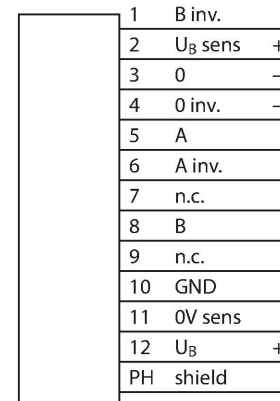 1 B inv.
2 U_B sens +
3 0 –
4 0 inv. –
5 A
6 A inv.
7 n.c.
8 B
9 n.c.
10 GND
11 0V sens
12 U_B +
PH shield